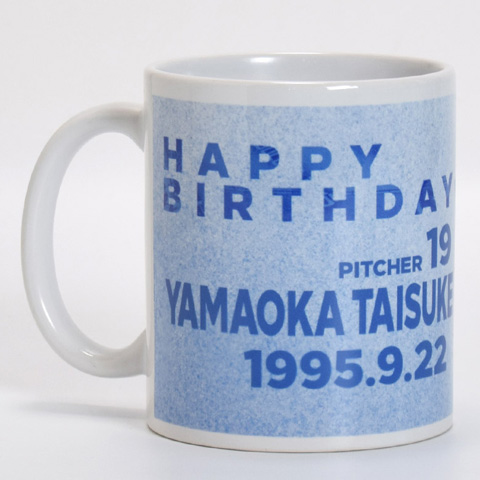 HAPPY
BIRTHDAY
PITCHER 19
YAMAOKA TAISUKE
1995.9.22